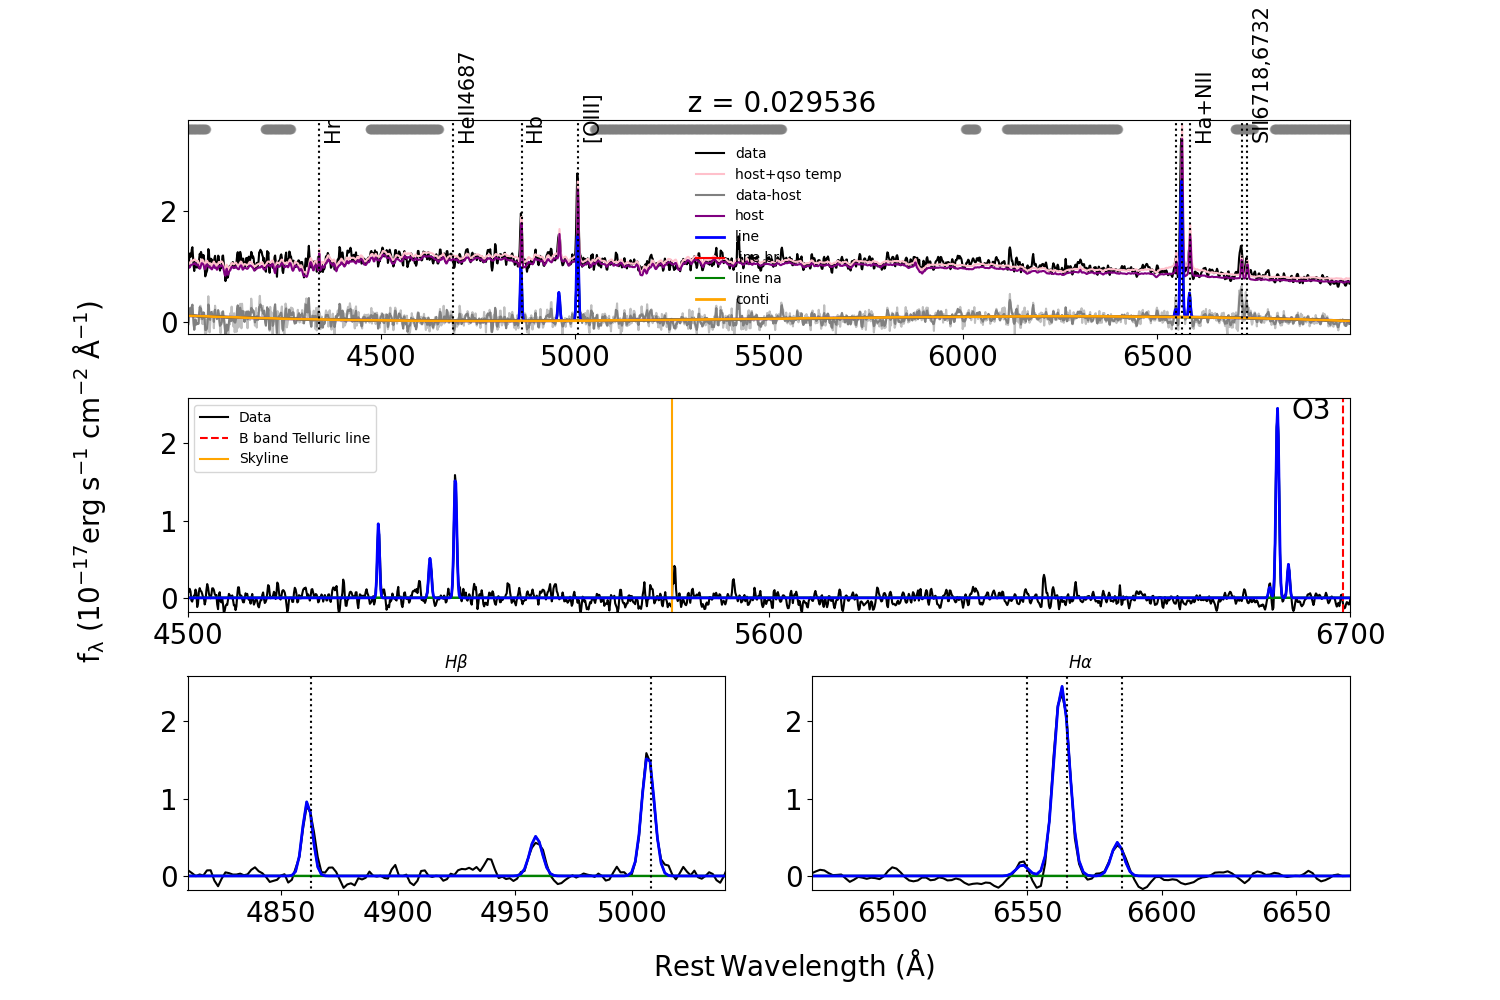 z = 0.029536
Hr
HeII4687
Hb
[OIII]
Ha+NII
SII6718,6732
data
host+qso temp
data-host
host
line
line br
line na
conti
2
0
4500 5000 5500 6000 6500
Data
B band Telluric line
Skyline
O3
2
1
0
4500 5600 6700
fλ (10−17erg s−1 cm−2 Å−1)
Hβ
2
1
0
4850 4900 4950 5000
Hα
2
1
0
6500 6550 6600 6650
Rest Wavelength (Å)